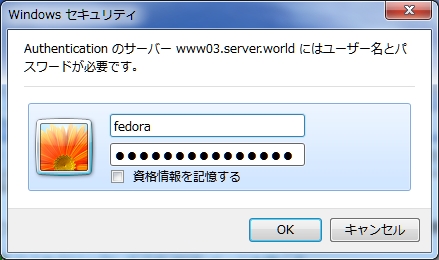 Windows セキュリティ
Authentication のサーバー www03.server.world にはユーザー名とパ
スワードが必要です。
fedora
●●●●●●●●●●●●●●●
資格情報を記憶する
OK
キャンセル